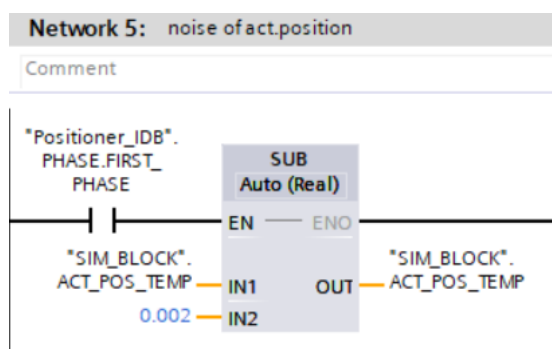 Network 5: noise of act.position
Comment
"Positioner_IDB".
PHASE.FIRST_
PHASE
SUB
Auto (Real)
EN
ENO
"SIM_BLOCK".
ACT_POS_TEMP
IN1
OUT
"SIM_BLOCK".
ACT_POS_TEMP
0.002
IN2